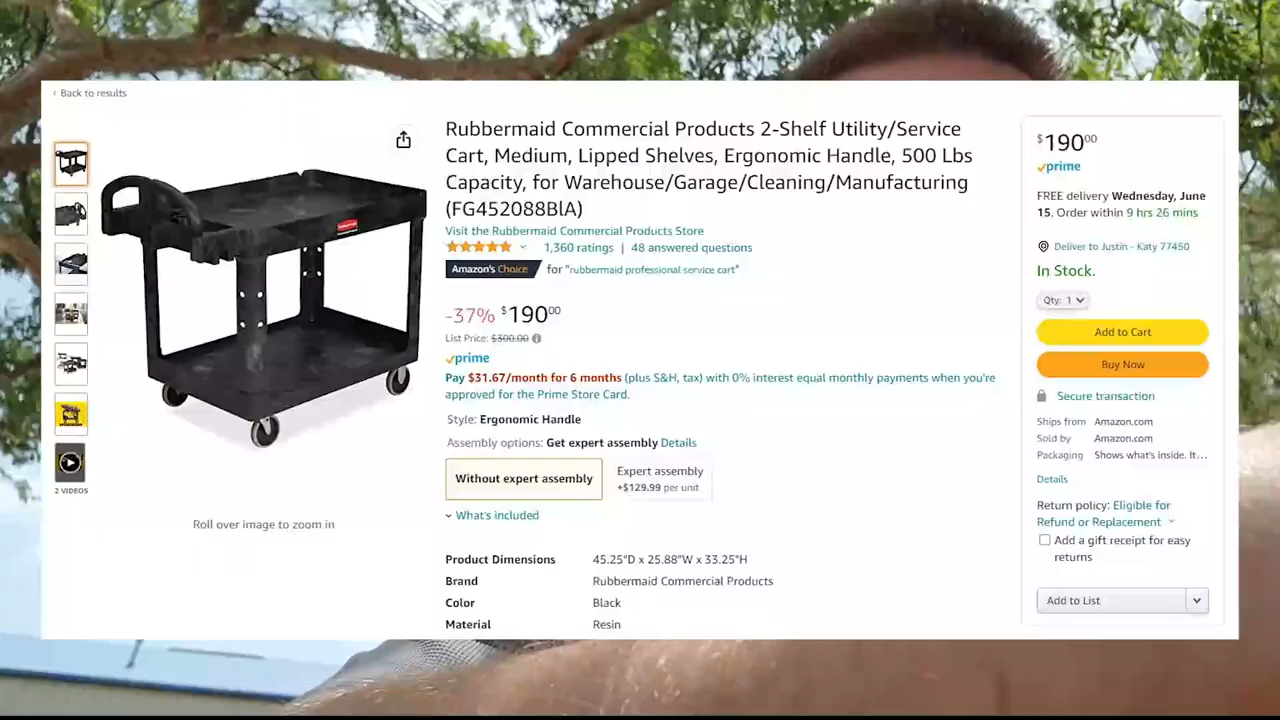 ‹ Back to results
Rubbermaid Commercial Products 2-Shelf Utility/Service
Cart, Medium, Lipped Shelves, Ergonomic Handle, 500 Lbs
Capacity, for Warehouse/Garage/Cleaning/Manufacturing
(FG452088BlA)
Visit the Rubbermaid Commercial Products Store
1,360 ratings | 48 answered questions
Amazon's Choice for "rubbermaid professional service cart"
-37% $19000
List Price: $300.00
prime
Pay $31.67/month for 6 months (plus S&H, tax) with 0% interest equal monthly payments when you're
approved for the Prime Store Card.
Style: Ergonomic Handle
Assembly options: Get expert assembly Details
Without expert assembly
Expert assembly
+$129.99 per unit
What's included
Product Dimensions 45.25"D x 25.88"W x 33.25"H
Brand Rubbermaid Commercial Products
Color Black
Material Resin
2 VIDEOS
Roll over image to zoom in
$19000
prime
FREE delivery Wednesday, June
15. Order within 9 hrs 26 mins
Deliver to Justin - Katy 77450
In Stock.
Qty: 1
Add to Cart
Buy Now
Secure transaction
Ships from Amazon.com
Sold by Amazon.com
Packaging Shows what's inside. It…
Details
Return policy: Eligible for
Refund or Replacement
Add a gift receipt for easy
returns
Add to List